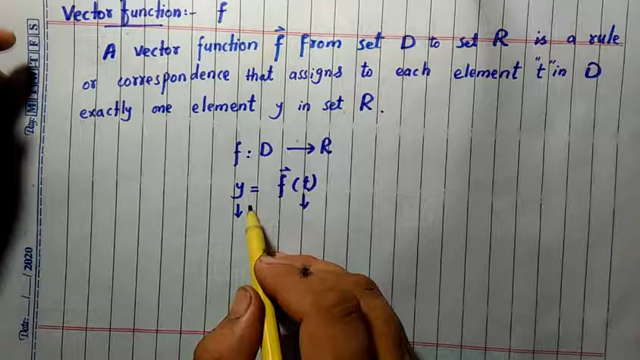 Vector function:- f
A vector function f⃗ from set D to set R is a rule
or correspondence that assigns to each element "t" in D
exactly one element y in set R.
f : D → R
y = f⃗ (t)
↓ ↓
2020